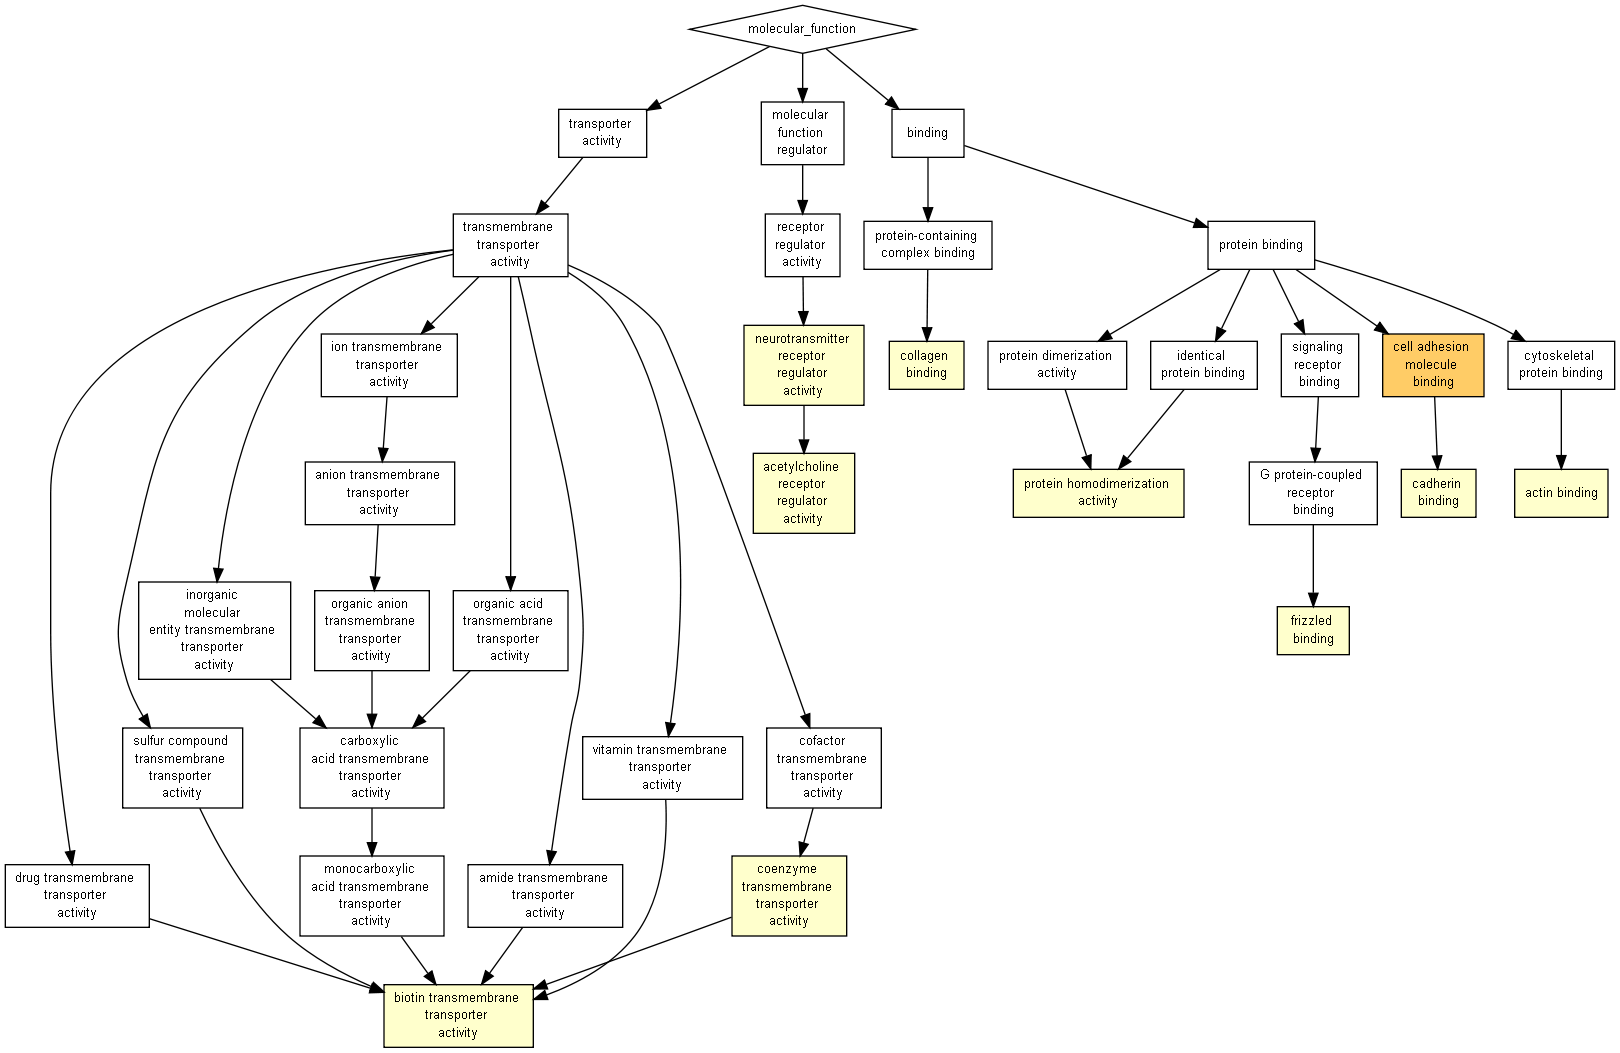 molecular_function
transporter
activity
molecular
function
regulator
binding
transmembrane
transporter
activity
receptor
regulator
activity
protein-containing
complex binding
protein binding
ion transmembrane
transporter
activity
neurotransmitter
receptor
regulator
activity
collagen
binding
protein dimerization
activity
identical
protein binding
signaling
receptor
binding
cell adhesion
molecule
binding
cytoskeletal
protein binding
anion transmembrane
transporter
activity
acetylcholine
receptor
regulator
activity
protein homodimerization
activity
G protein-coupled
receptor
binding
cadherin
binding
actin binding
inorganic
molecular
entity transmembrane
transporter
activity
organic anion
transmembrane
transporter
activity
organic acid
transmembrane
transporter
activity
frizzled
binding
sulfur compound
transmembrane
transporter
activity
carboxylic
acid transmembrane
transporter
activity
vitamin transmembrane
transporter
activity
cofactor
transmembrane
transporter
activity
drug transmembrane
transporter
activity
monocarboxylic
acid transmembrane
transporter
activity
amide transmembrane
transporter
activity
coenzyme
transmembrane
transporter
activity
biotin transmembrane
transporter
activity